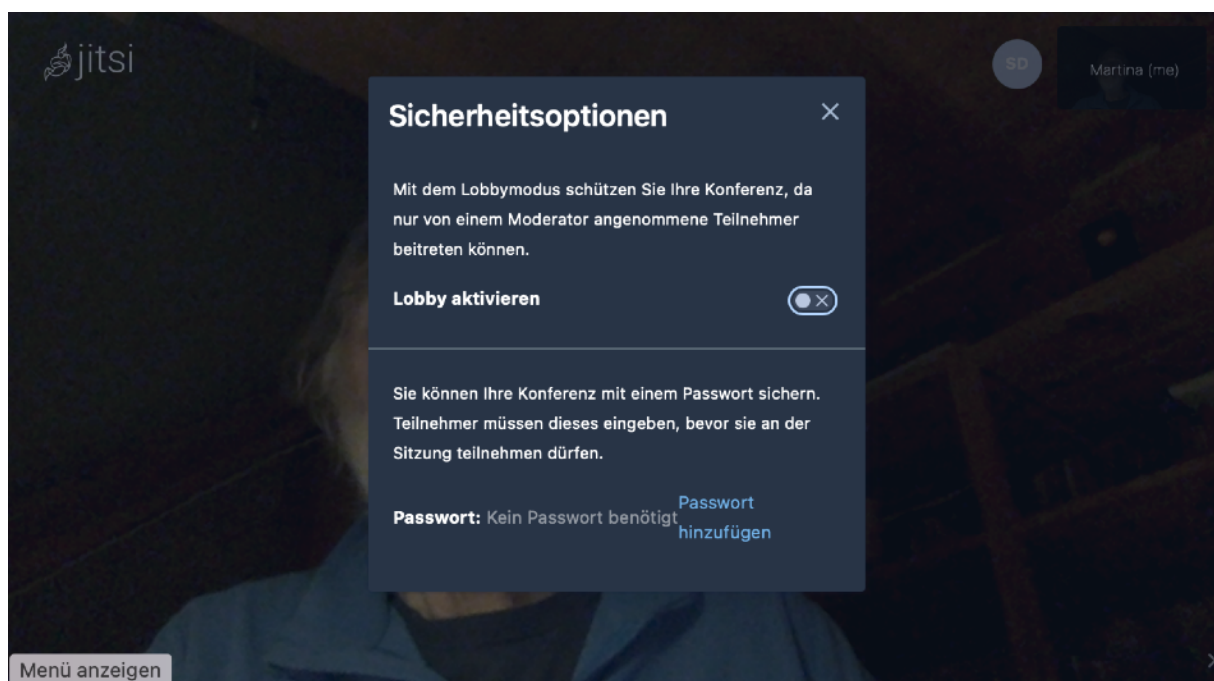 jitsi
SD
Martina (me)
Sicherheitsoptionen
Mit dem Lobbymodus schützen Sie Ihre Konferenz, da
nur von einem Moderator angenommene Teilnehmer
beitreten können.
Lobby aktivieren
Sie können Ihre Konferenz mit einem Passwort sichern.
Teilnehmer müssen dieses eingeben, bevor sie an der
Sitzung teilnehmen dürfen.
Passwort: Kein Passwort benötigt
Passwort
hinzufügen
Menü anzeigen